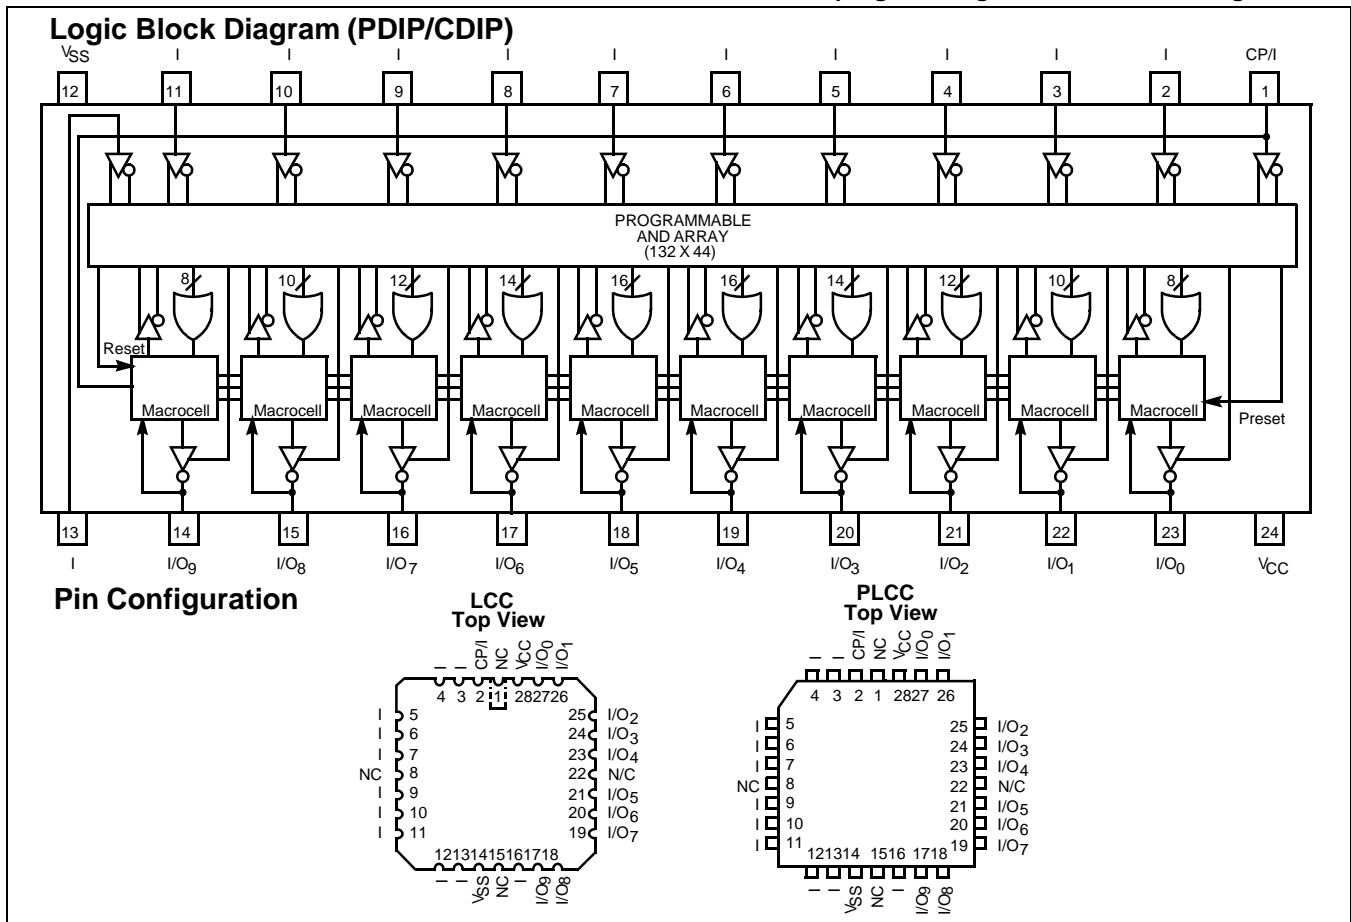 Logic Block Diagram (PDIP/CDIP)
VSS I I I I I I I I I I CP/I
12 11 10 9 8 7 6 5 4 3 2 1
PROGRAMMABLE
AND ARRAY
(132 X 44)
8 10 12 14 16 16 14 12 10 8
Reset
Macrocell Macrocell Macrocell Macrocell Macrocell Macrocell Macrocell Macrocell Macrocell Macrocell
Preset
13 14 15 16 17 18 19 20 21 22 23 24
I I/O9 I/O8 I/O7 I/O6 I/O5 I/O4 I/O3 I/O2 I/O1 I/O0 VCC
Pin Configuration
LCC
Top View
I I CP/I NC VCC I/O0 I/O1
4 3 2 1 28 27 26
I 5 25 I/O2
I 6 24 I/O3
I 7 23 I/O4
NC 8 22 N/C
I 9 21 I/O5
I 10 20 I/O6
I 11 19 I/O7
12 13 14 15 16 17 18
I I VSS NC I I/O9 I/O8
PLCC
Top View
I I CP/I NC VCC I/O0 I/O1
4 3 2 1 28 27 26
I 5 25 I/O2
I 6 24 I/O3
I 7 23 I/O4
NC 8 22 N/C
I 9 21 I/O5
I 10 20 I/O6
I 11 19 I/O7
12 13 14 15 16 17 18
I I VSS NC I I/O9 I/O8